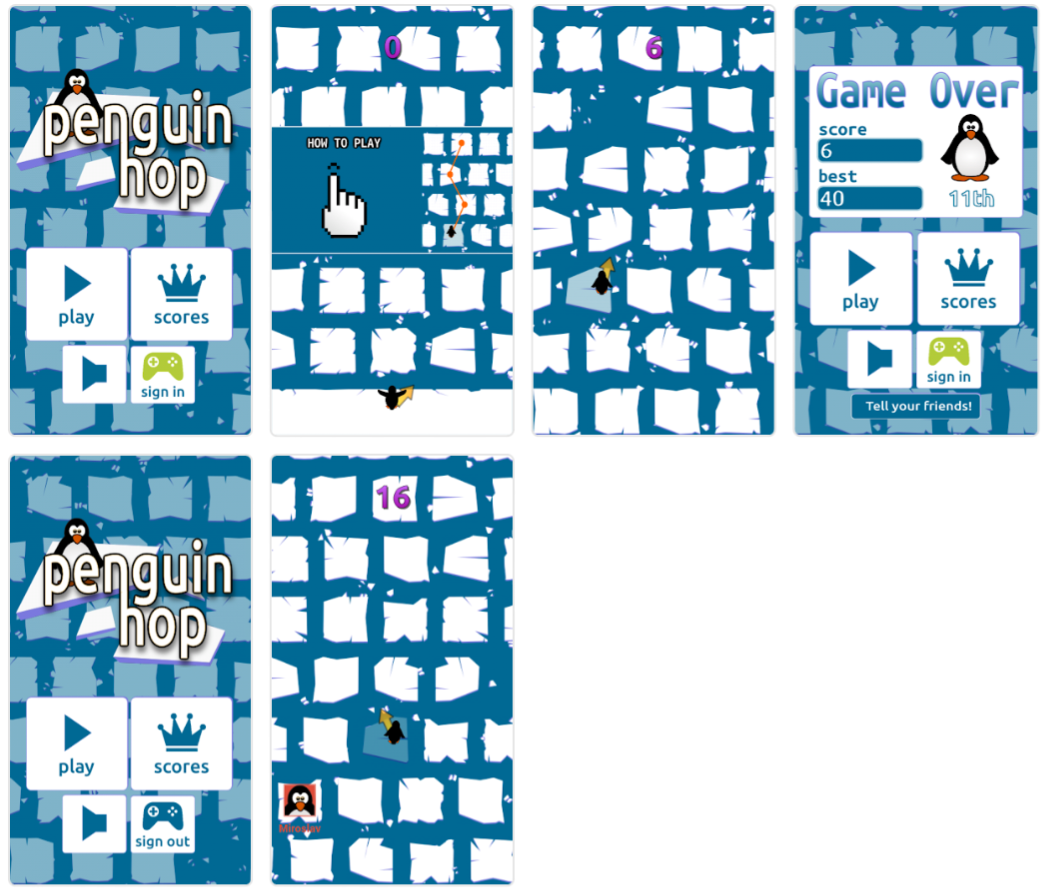 penguin
hop
play
scores
sign in
0
HOW TO PLAY
6
Game Over
score
6
best
40
11th
play
scores
sign in
Tell your friends!
penguin
hop
play
scores
sign out
16
Miroslav